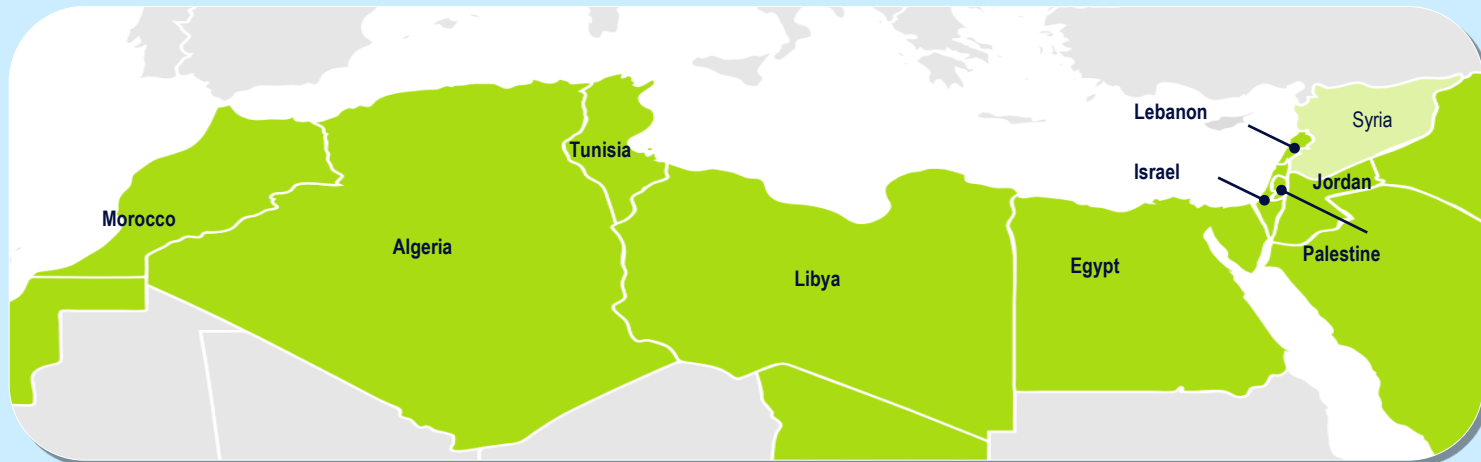 Lebanon
Syria
Tunisia
Israel
Jordan
Morocco
Algeria
Palestine
Egypt
Libya